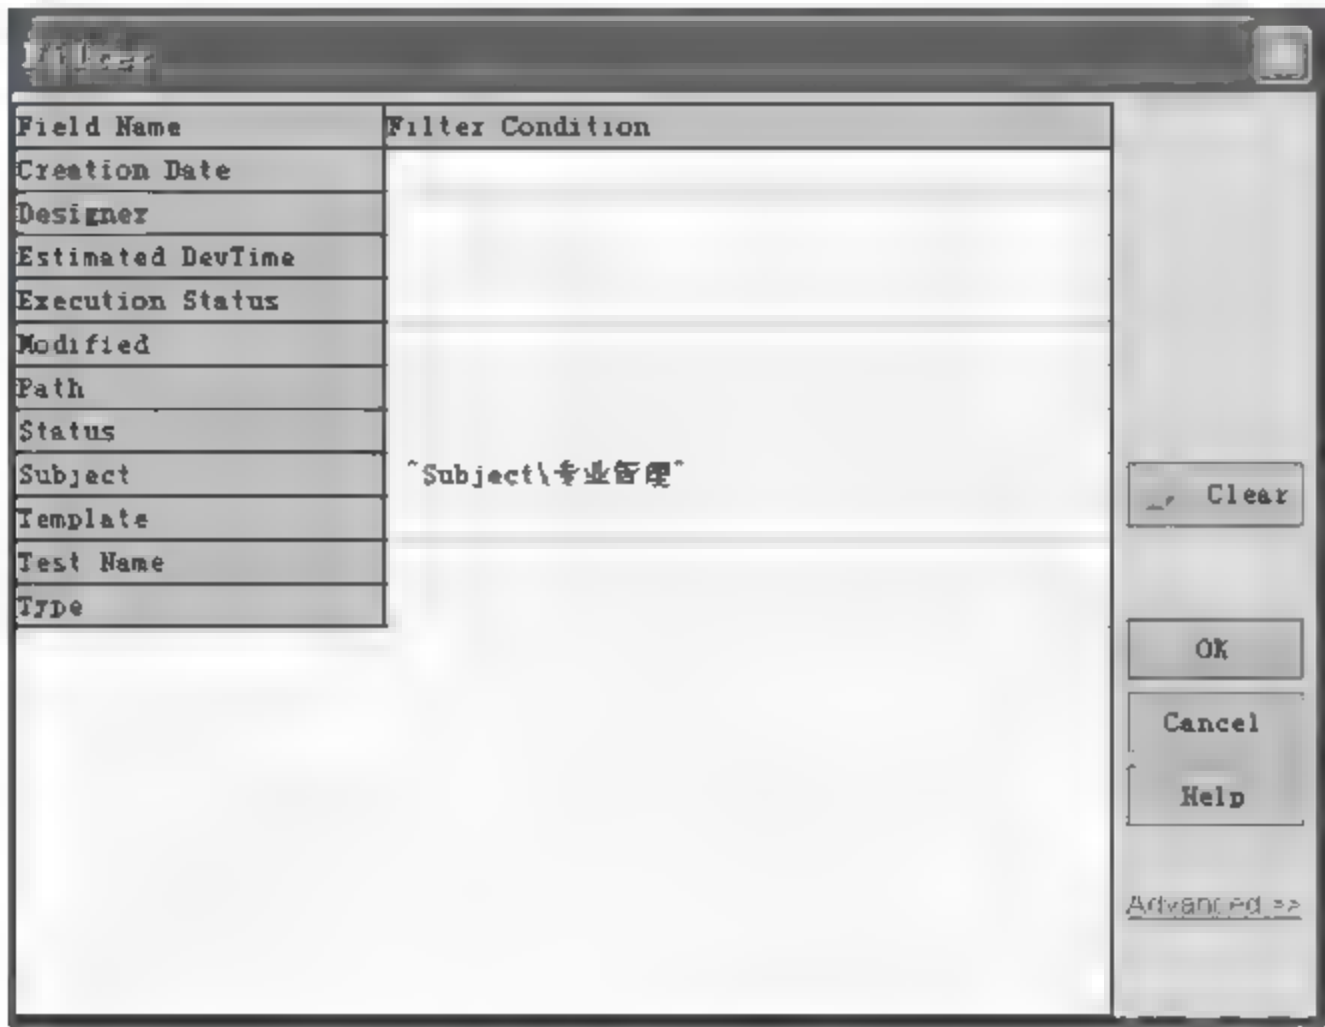 Filter
Field Name Filter Condition
Creation Date
Designer
Estimated DevTime
Execution Status
Modified
Path
Status
Subject ^Subject\专业管理^
Template
Test Name
Type
Clear
OK
Cancel
Help
Advanced >>